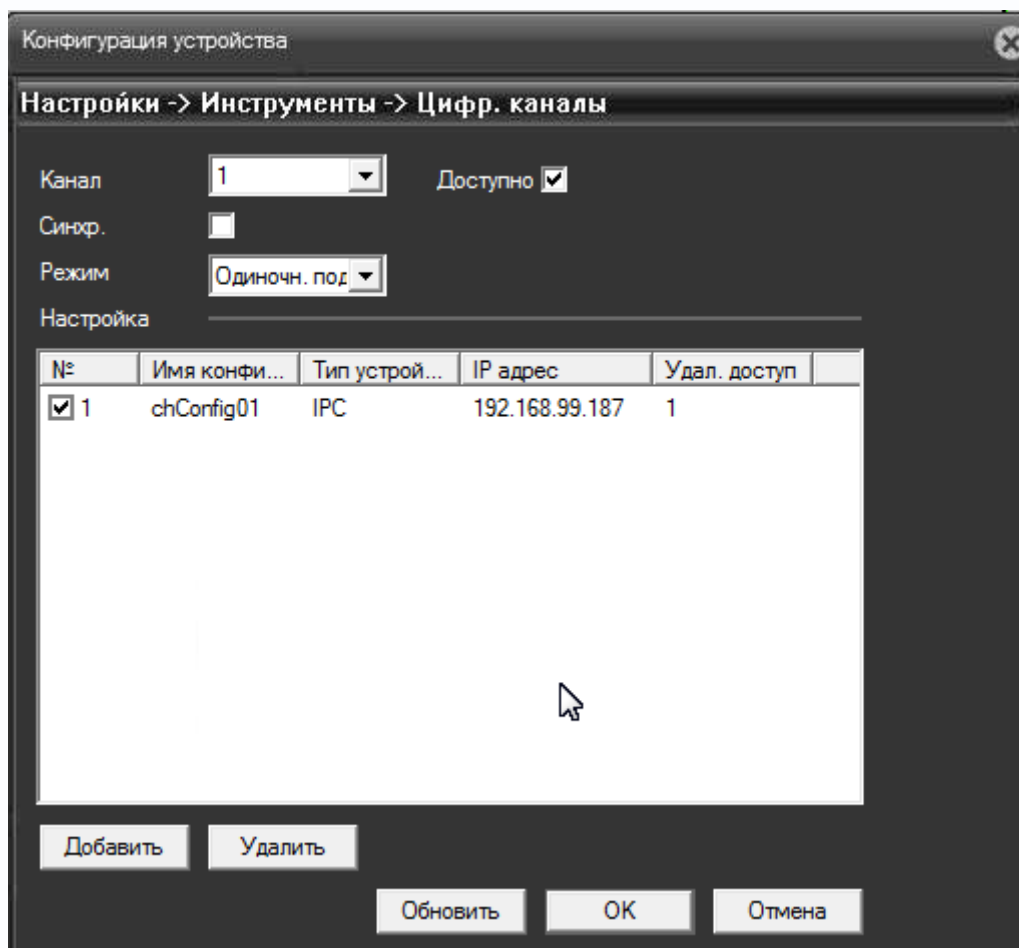 Конфигурация устройства
Настройки -> Инструменты -> Цифр. каналы
Канал 1 Доступно
Синхр.
Режим Одиночн. под
Настройка
№ Имя конфи... Тип устрой... IP адрес Удал. доступ
1 chConfig01 IPC 192.168.99.187 1
Добавить Удалить
Обновить OK Отмена